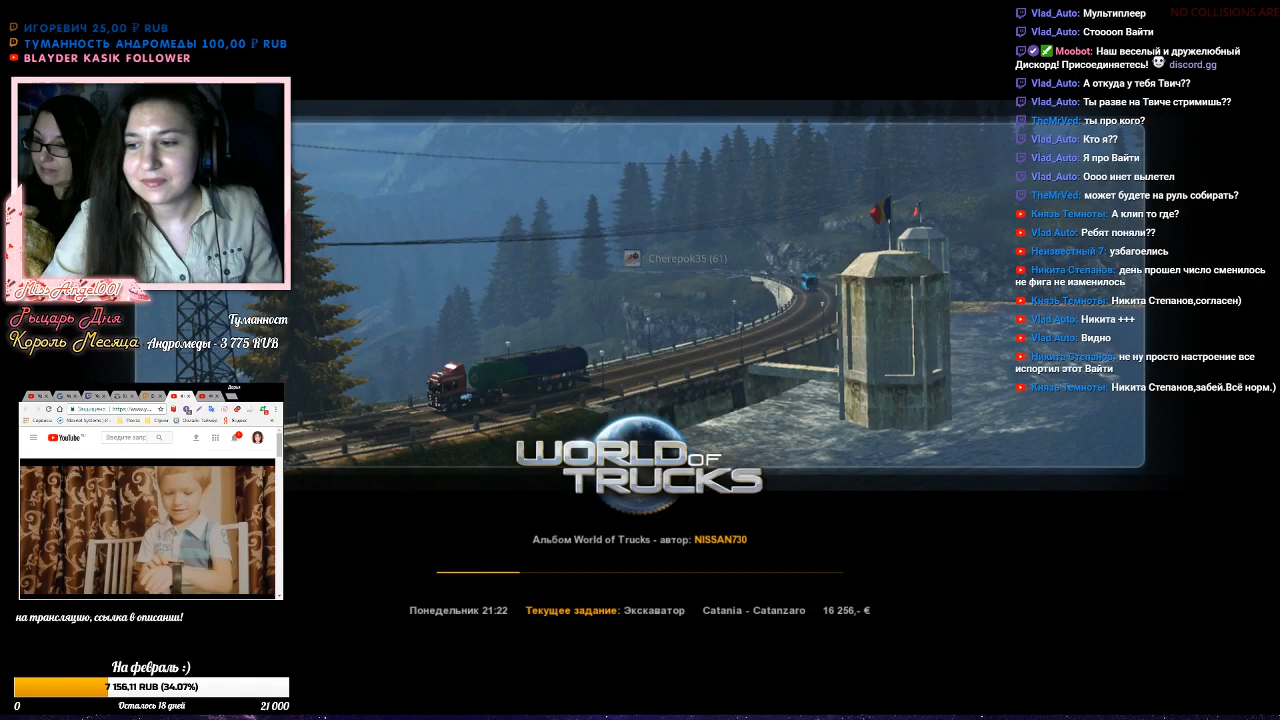 ИГОРЕВИЧ 25,00 ₽ RUB
ТУМАННОСТЬ АНДРОМЕДЫ 100,00 ₽ RUB
BLAYDER KASIK FOLLOWER
MissAngel001
Рыцарь Дня
Туманност
Король Месяца
Андромеды - 3 775 RUB
YouTube
Введите запр
на трансляцию, ссылка в описании!
На февраль :)
7 156,11 RUB (34.07%)
0
Осталось 18 дней
21 000
Cherepok35 (61)
WORLD OF
TRUCKS
Альбом World of Trucks - автор: NISSAN730
Понедельник 21:22 Текущее задание: Экскаватор Catania - Catanzaro 16 256,- €
NO COLLISIONS ARE
Vlad_Auto: Мультиплеер
Vlad_Auto: Стоооп Вайти
Moobot: Наш веселый и дружелюбный
Дискорд! Присоединяетесь! discord.gg
Vlad_Auto: А откуда у тебя Твич??
Vlad_Auto: Ты разве на Твиче стримишь??
TheMrVed: ты про кого?
Vlad_Auto: Кто я??
Vlad_Auto: Я про Вайти
Vlad_Auto: Оооо инет вылетел
TheMrVed: может будете на руль собирать?
Князь Темноты: А клип то где?
Vlad Auto: Ребят поняли??
Неизвестный 7: узбагоелись
Никита Степанов: день прошел число сменилось
не фига не изменилось
Князь Темноты: Никита Степанов,согласен)
Vlad Auto: Никита +++
Vlad Auto: Видно
Никита Степанов: не ну просто настроение все
испортил этот Вайти
Князь Темноты: Никита Степанов,забей.Всё норм.)